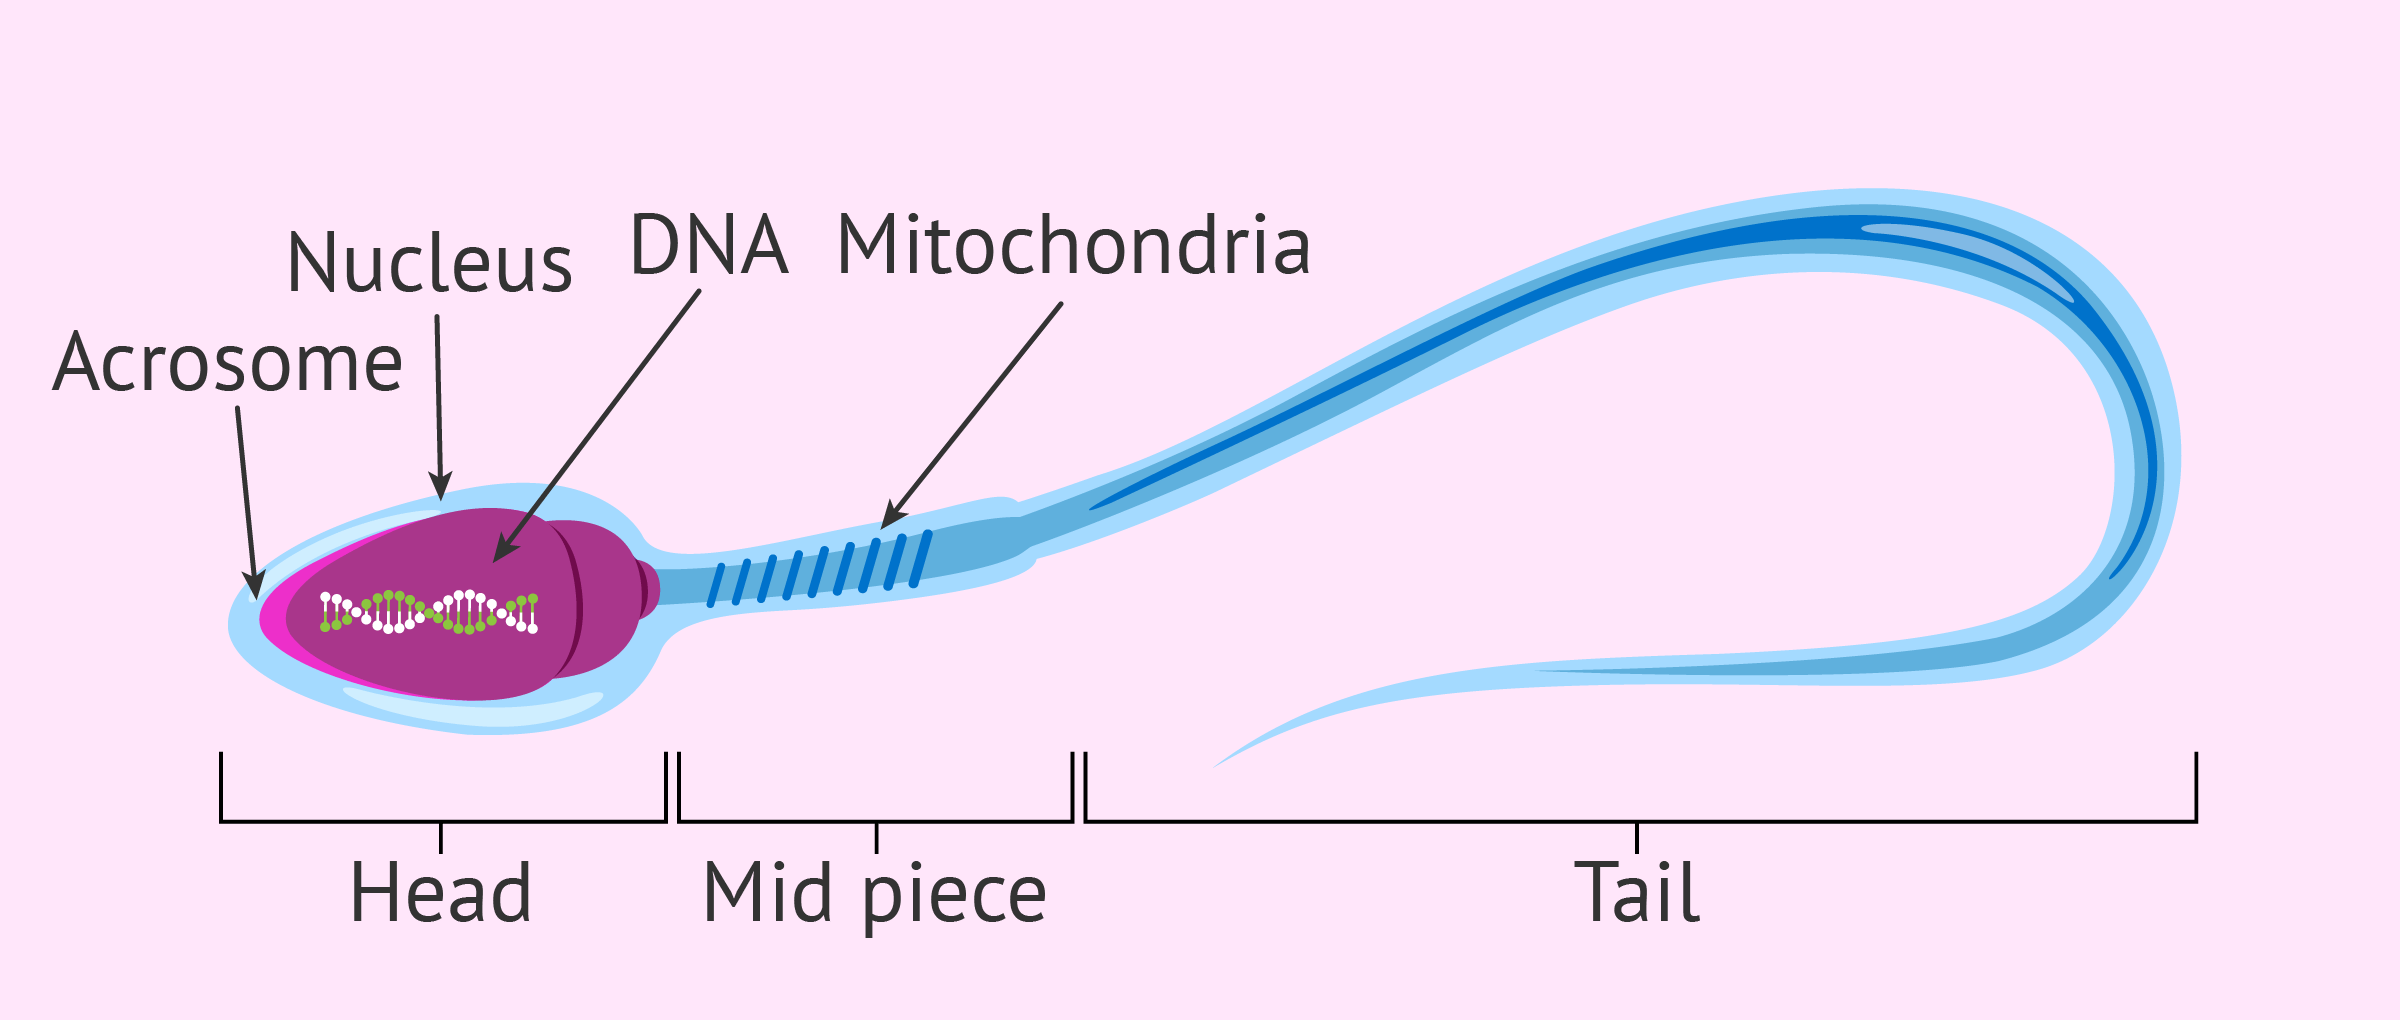 Nucleus
DNA
Mitochondria
Acrosome
Head
Mid piece
Tail